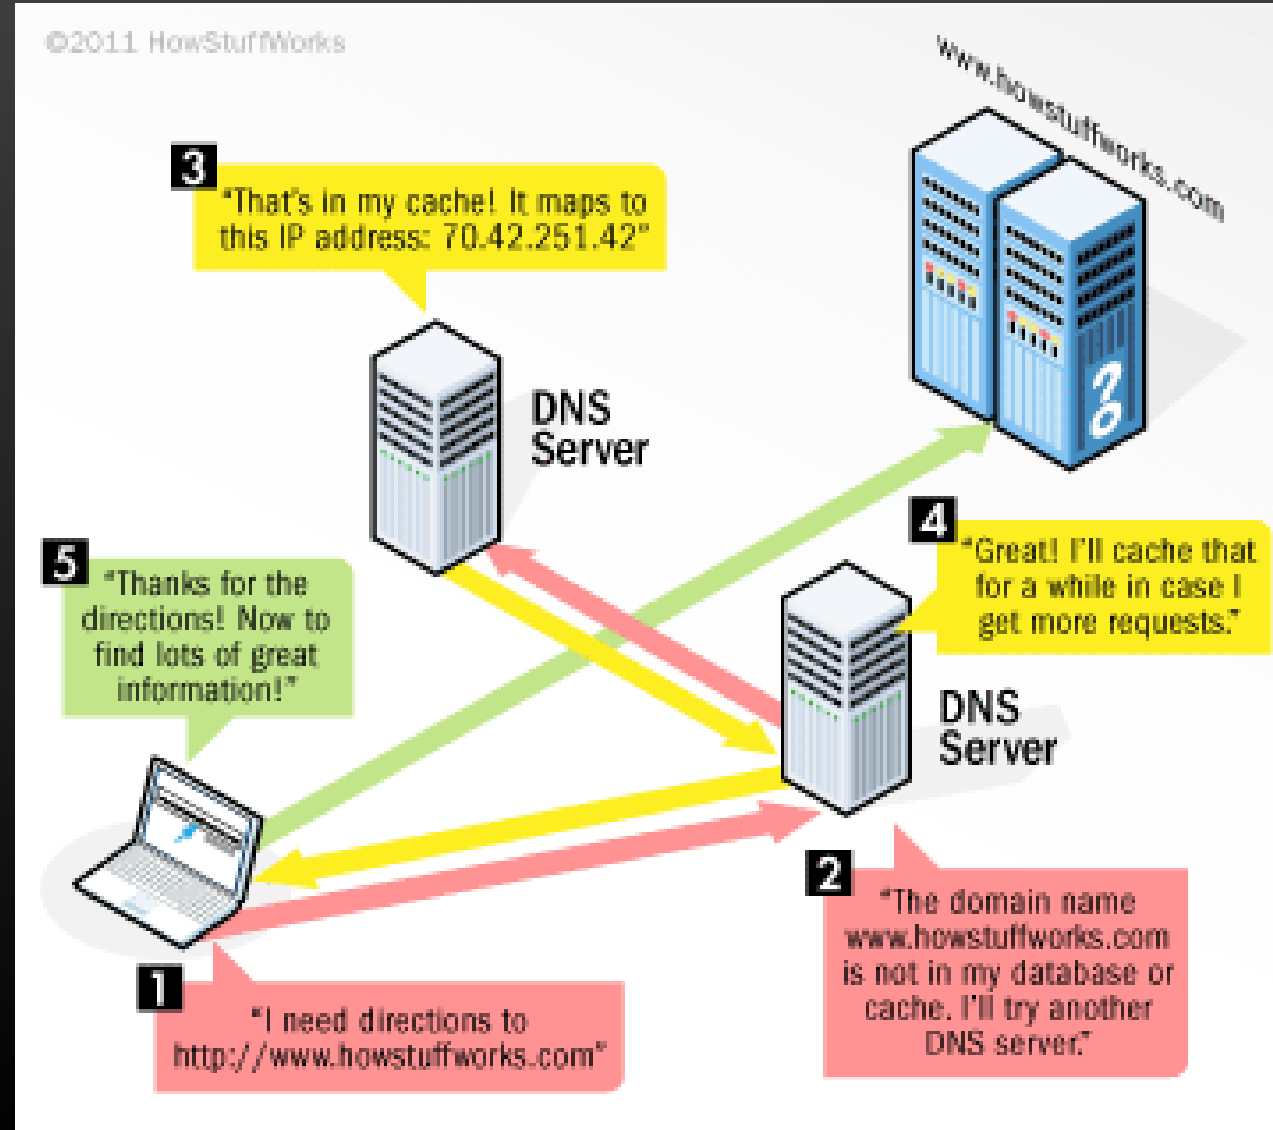 ©2011 HowStuffWorks
www.howstuffworks.com
3
"That's in my cache! It maps to
this IP address: 70.42.251.42"
DNS
Server
4
"Great! I'll cache that
for a while in case I
get more requests."
5
"Thanks for the
directions! Now to
find lots of great
information!"
DNS
Server
2
"The domain name
www.howstuffworks.com
is not in my database or
cache. I'll try another
DNS server."
1
"I need directions to
http://www.howstuffworks.com"
?